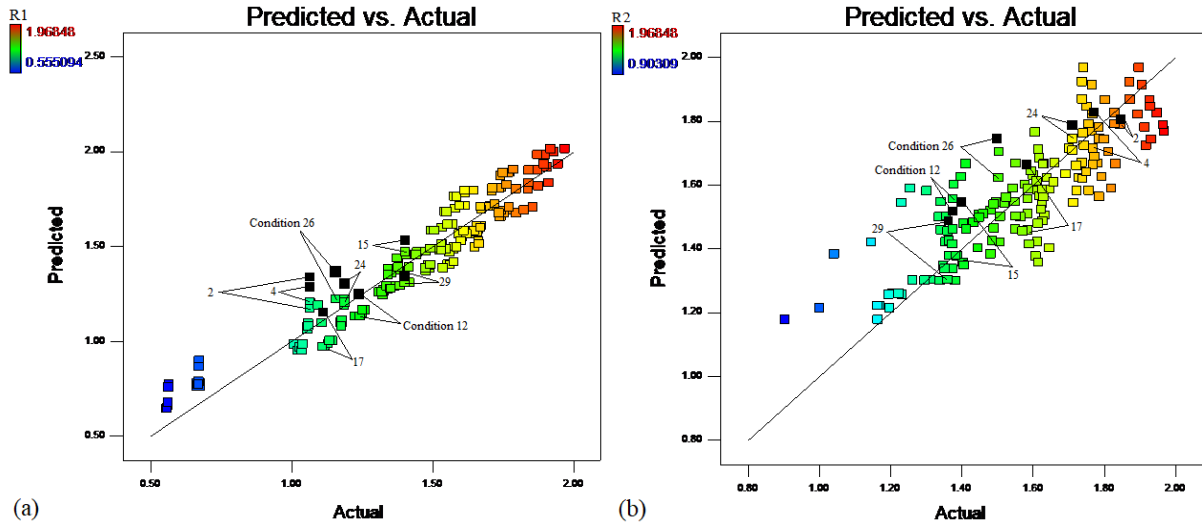 R1
Predicted vs. Actual
1.96848
0.555094
2.50
2.00
1.50
1.00
0.50
Predicted
Condition 26
15
24
2
4
29
Condition 12
17
0.50
1.00
1.50
2.00
Actual
(a)
R2
Predicted vs. Actual
1.96848
0.90309
2.00
1.80
1.60
1.40
1.20
1.00
0.80
Predicted
24
Condition 26
2
4
Condition 12
29
17
15
0.80
1.00
1.20
1.40
1.60
1.80
2.00
Actual
(b)